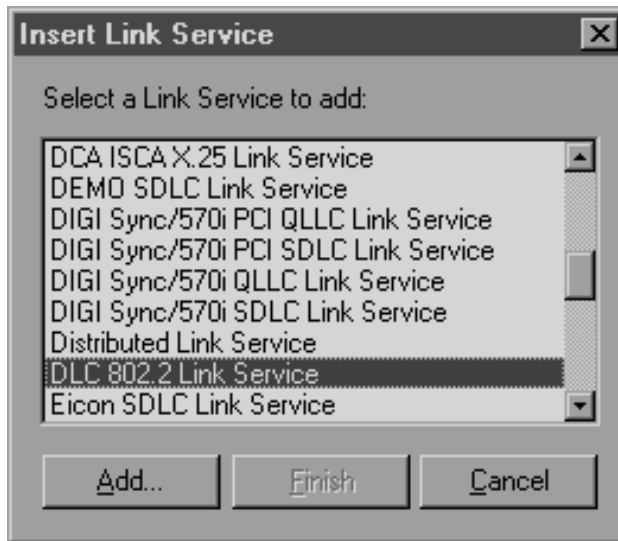 Insert Link Service
Select a Link Service to add:
DCA ISCA X.25 Link Service
DEMO SDLC Link Service
DIGI Sync/570i PCI QLLC Link Service
DIGI Sync/570i PCI SDLC Link Service
DIGI Sync/570i QLLC Link Service
DIGI Sync/570i SDLC Link Service
Distributed Link Service
DLC 802.2 Link Service
Eicon SDLC Link Service
Add... Finish Cancel